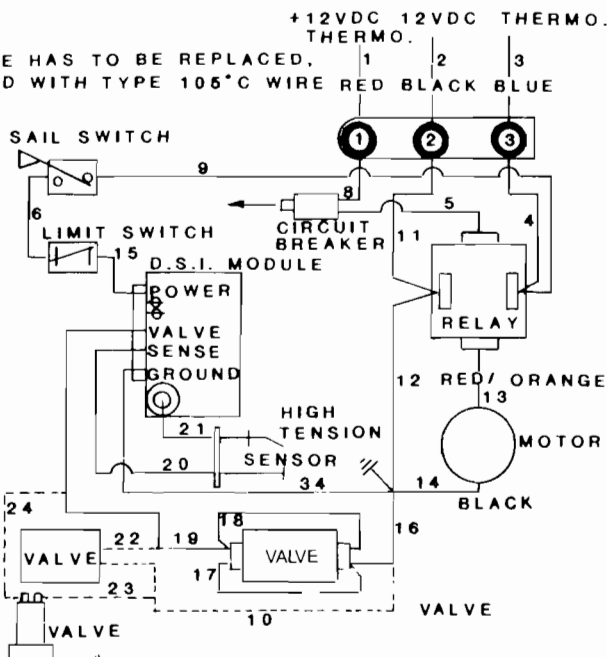 +12VDC 12VDC THERMO.
THERMO.
1 2 3
E HAS TO BE REPLACED,
D WITH TYPE 105°C WIRE RED BLACK BLUE
SAIL SWITCH
1 2 3
9
8
5
6
4
CIRCUIT
BREAKER
11
LIMIT SWITCH
15
D.S.I. MODULE
POWER
RELAY
VALVE
SENSE
GROUND
12 RED/ORANGE
13
HIGH
TENSION
21
MOTOR
SENSOR
20
34
14
BLACK
24
18
16
22
19
VALVE
VALVE
17
23
10
VALVE
VALVE